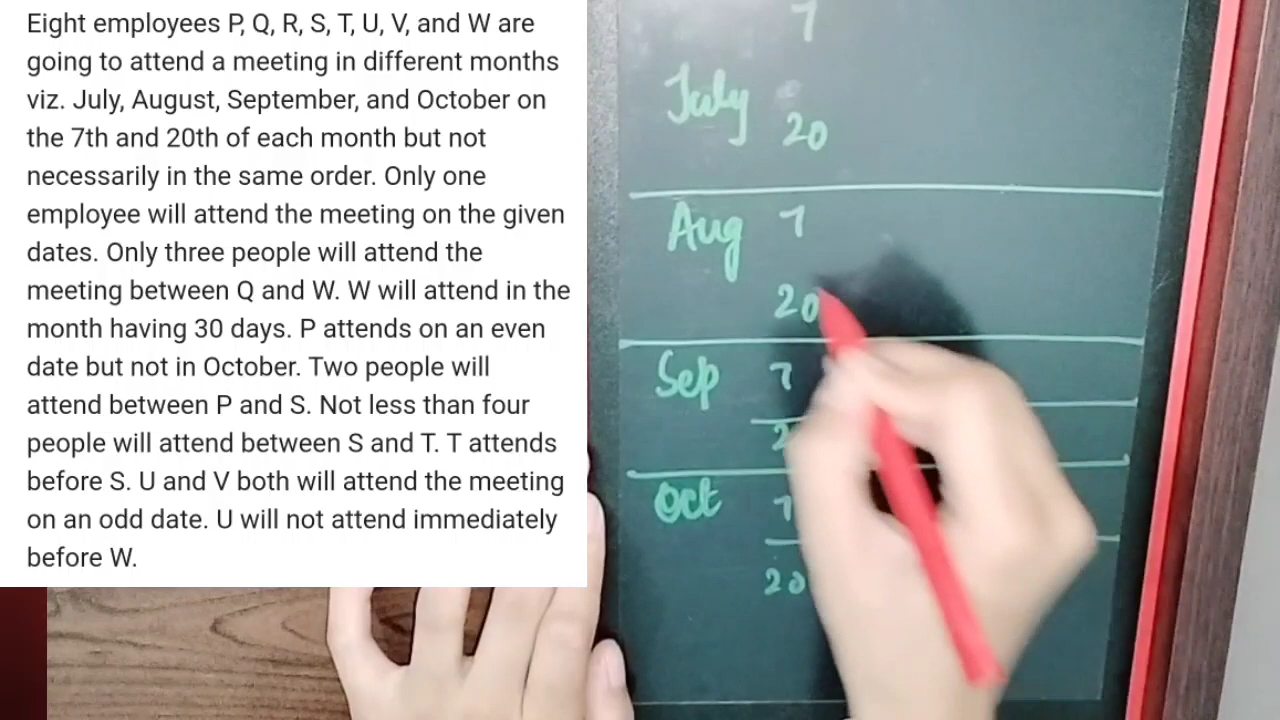 Eight employees P, Q, R, S, T, U, V, and W are
going to attend a meeting in different months
viz. July, August, September, and October on
the 7th and 20th of each month but not
necessarily in the same order. Only one
employee will attend the meeting on the given
dates. Only three people will attend the
meeting between Q and W. W will attend in the
month having 30 days. P attends on an even
date but not in October. Two people will
attend between P and S. Not less than four
people will attend between S and T. T attends
before S. U and V both will attend the meeting
on an odd date. U will not attend immediately
before W.
7
July
20
Aug 7
20
Sep 7
Oct 7
20